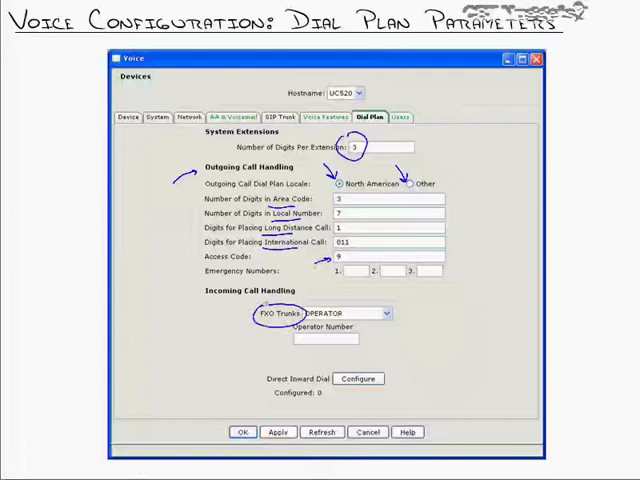 VOICE CONFIGURATION: DIAL PLAN PARAMETERS
Voice
Devices
Hostname: UC520
Device System Network AA & Voicemail SIP Trunk Voice Features Dial Plan Users
System Extensions
Number of Digits Per Extension: 3
Outgoing Call Handling
Outgoing Call Dial Plan Locale: North American Other
Number of Digits in Area Code: 3
Number of Digits in Local Number: 7
Digits for Placing Long Distance Call: 1
Digits for Placing International Call: 011
Access Code: 9
Emergency Numbers: 1. 2. 3.
Incoming Call Handling
FXO Trunks OPERATOR
Operator Number
Direct Inward Dial Configure
Configured: 0
OK Apply Refresh Cancel Help